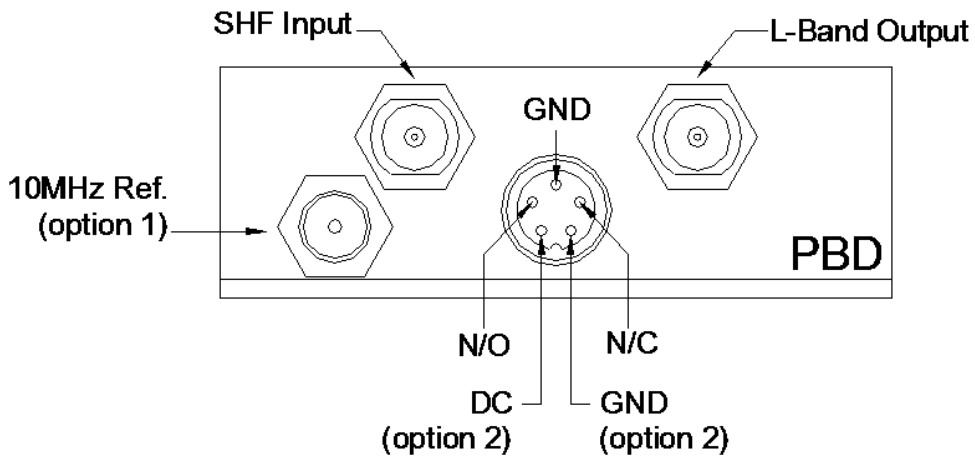 SHF Input
L-Band Output
GND
10MHz Ref.
(option 1)
PBD
N/O
N/C
DC
(option 2)
GND
(option 2)